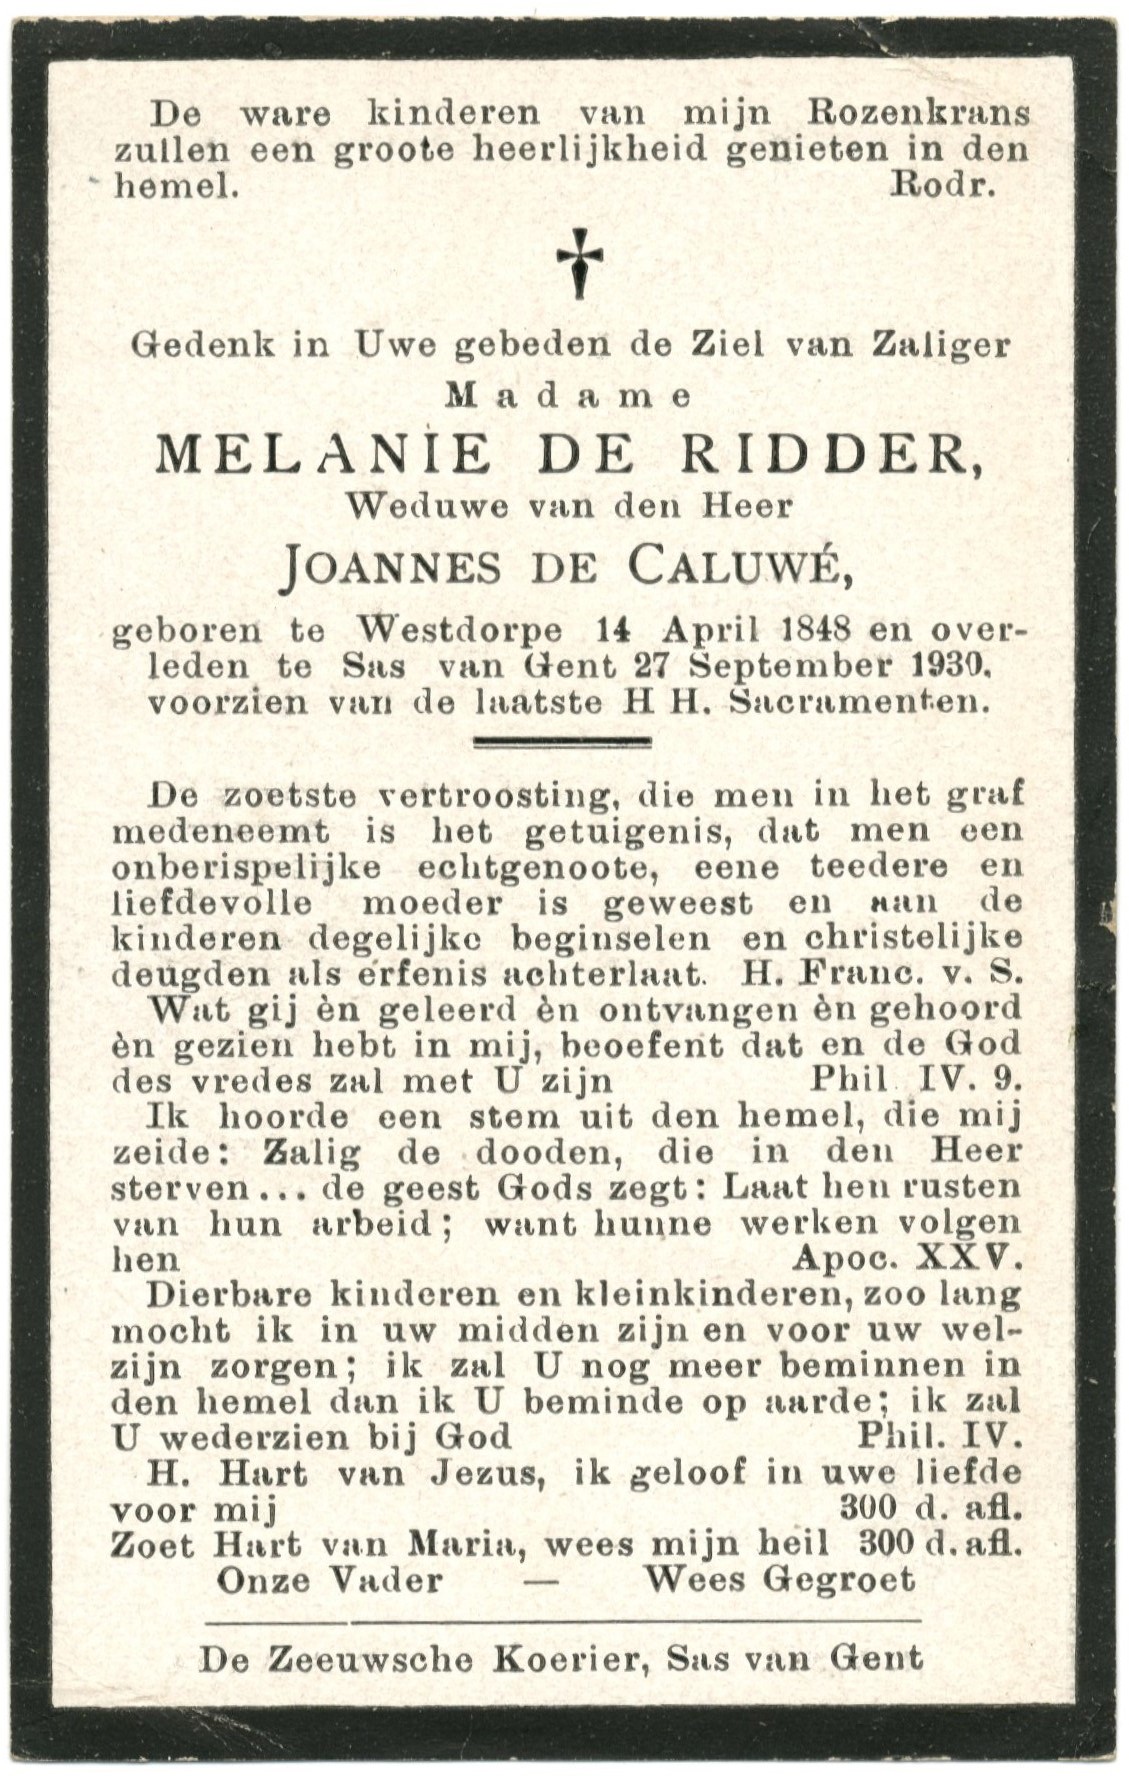 De ware kinderen van mijn Rozenkrans
zullen een groote heerlijkheid genieten in den
hemel. Rodr.
Gedenk in Uwe gebeden de Ziel van Zaliger
Madame
MELANIE DE RIDDER,
Weduwe van den Heer
JOANNES DE CALUWÉ,
geboren te Westdorpe 14 April 1848 en over-
leden te Sas van Gent 27 September 1930.
voorzien van de laatste H H. Sacramenten.
De zoetste vertroosting, die men in het graf
medeneemt is het getuigenis, dat men een
onberispelijke echtgenoote, eene teedere en
liefdevolle moeder is geweest en aan de
kinderen degelijke beginselen en christelijke
deugden als erfenis achterlaat. H. Franc. v. S.
Wat gij èn geleerd èn ontvangen èn gehoord
èn gezien hebt in mij, beoefent dat en de God
des vredes zal met U zijn Phil. IV. 9.
Ik hoorde een stem uit den hemel, die mij
zeide: Zalig de dooden, die in den Heer
sterven... de geest Gods zegt: Laat hen rusten
van hun arbeid; want hunne werken volgen
hen Apoc. XXV.
Dierbare kinderen en kleinkinderen, zoo lang
mocht ik in uw midden zijn en voor uw wel-
zijn zorgen; ik zal U nog meer beminnen in
den hemel dan ik U beminde op aarde; ik zal
U wederzien bij God Phil. IV.
H. Hart van Jezus, ik geloof in uwe liefde
voor mij 300 d. afl.
Zoet Hart van Maria, wees mijn heil 300 d. afl.
Onze Vader — Wees Gegroet
De Zeeuwsche Koerier, Sas van Gent